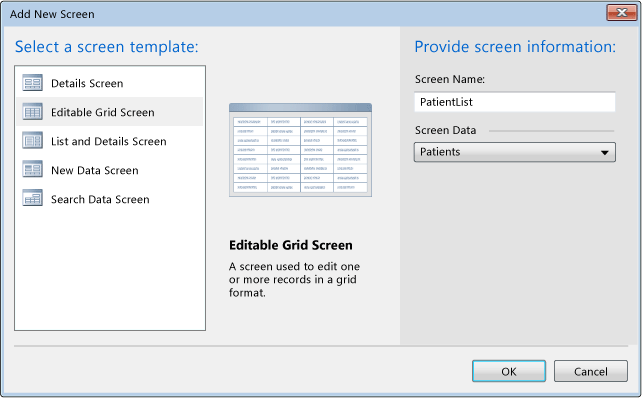 Add New Screen
Select a screen template:
Details Screen
Editable Grid Screen
List and Details Screen
New Data Screen
Search Data Screen
Editable Grid Screen
A screen used to edit one
or more records in a grid
format.
Provide screen information:
Screen Name:
PatientList
Screen Data
Patients
OK
Cancel